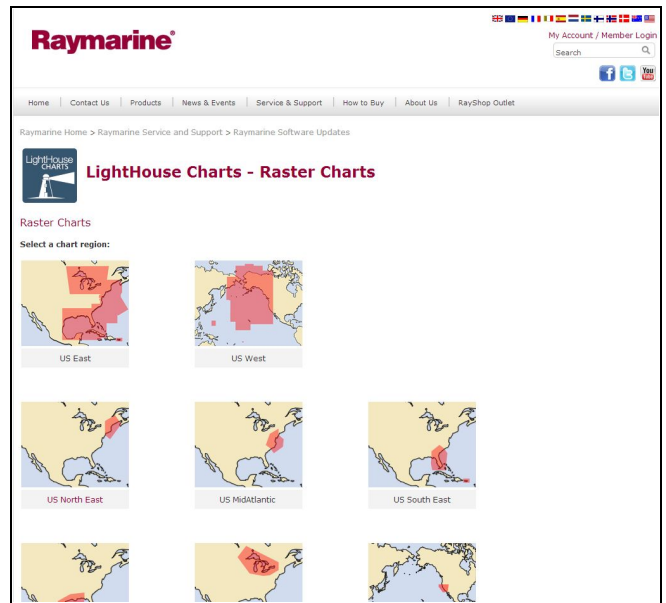 Raymarine®
My Account / Member Login
Search
You
Tube
Home
Contact Us
Products
News & Events
Service & Support
How to Buy
About Us
RayShop Outlet
Raymarine Home > Raymarine Service and Support > Raymarine Software Updates
LightHouse
CHARTS
LightHouse Charts - Raster Charts
Raster Charts
Select a chart region:
US East
US West
US North East
US MidAtlantic
US South East